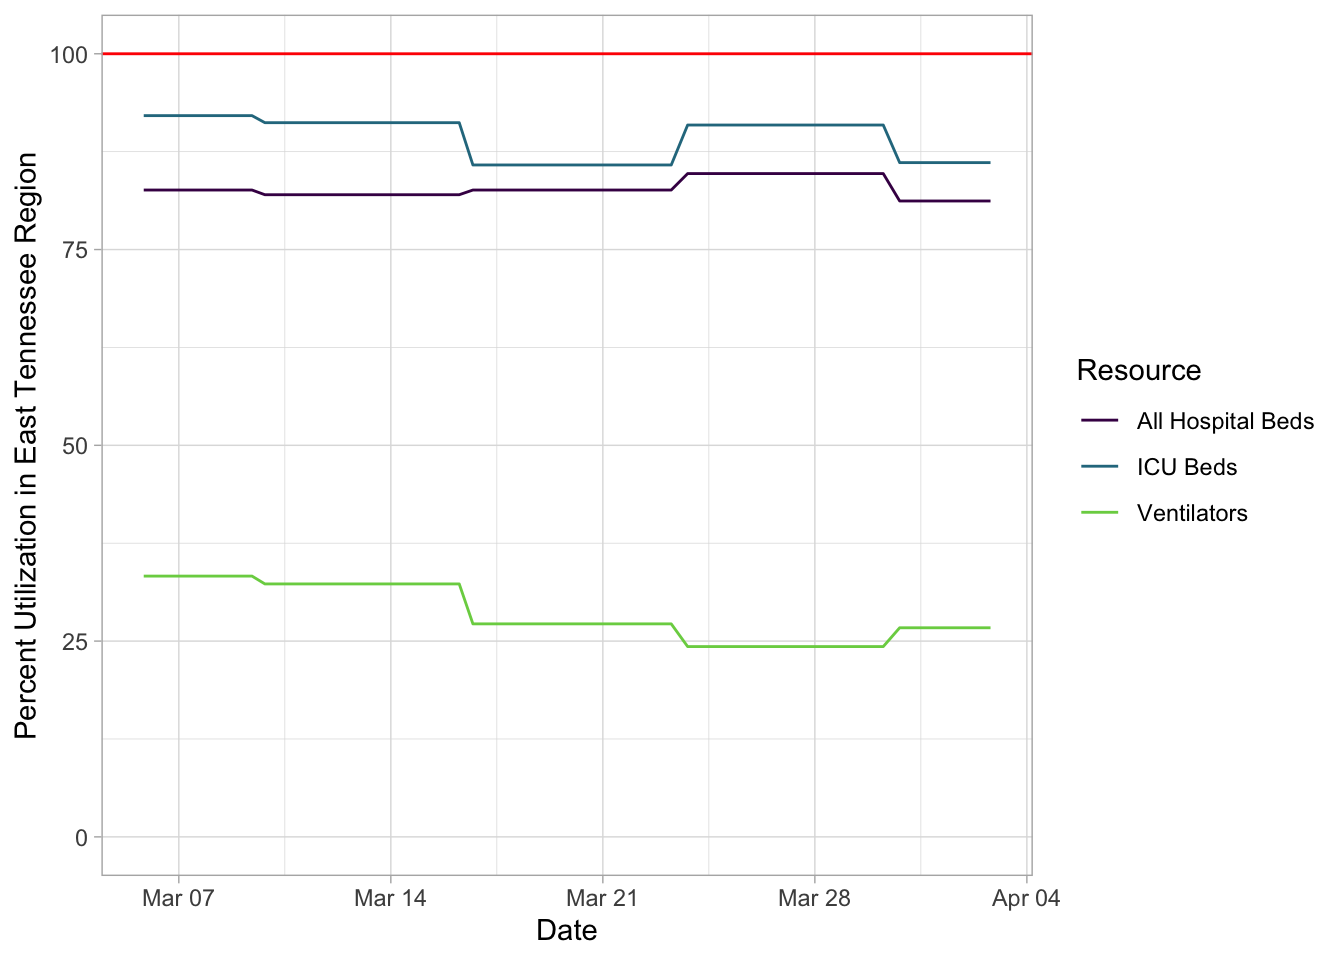 Percent Utilization in East Tennessee Region
100
75
50
25
0
Mar 07
Mar 14
Mar 21
Mar 28
Apr 04
Date
Resource
All Hospital Beds
ICU Beds
Ventilators